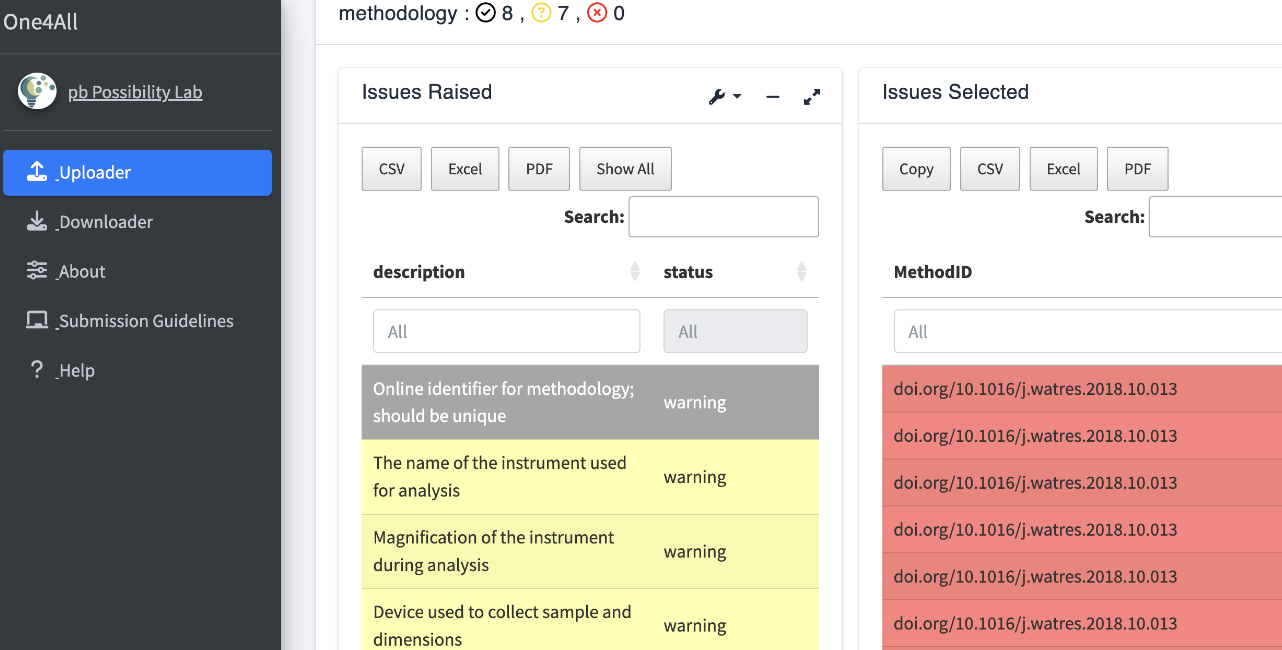 One4All
methodology : 8 , ? 7 , 0
pb Possibility Lab
Uploader
Downloader
About
Submission Guidelines
? Help
Issues Raised
CSV Excel PDF Show All
Search:
description status
All All
Online identifier for methodology;
should be unique
warning
The name of the instrument used
for analysis
warning
Magnification of the instrument
during analysis
warning
Device used to collect sample and
dimensions
warning
Issues Selected
Copy CSV Excel PDF
Search:
MethodID
All
doi.org/10.1016/j.watres.2018.10.013
doi.org/10.1016/j.watres.2018.10.013
doi.org/10.1016/j.watres.2018.10.013
doi.org/10.1016/j.watres.2018.10.013
doi.org/10.1016/j.watres.2018.10.013
doi.org/10.1016/j.watres.2018.10.013